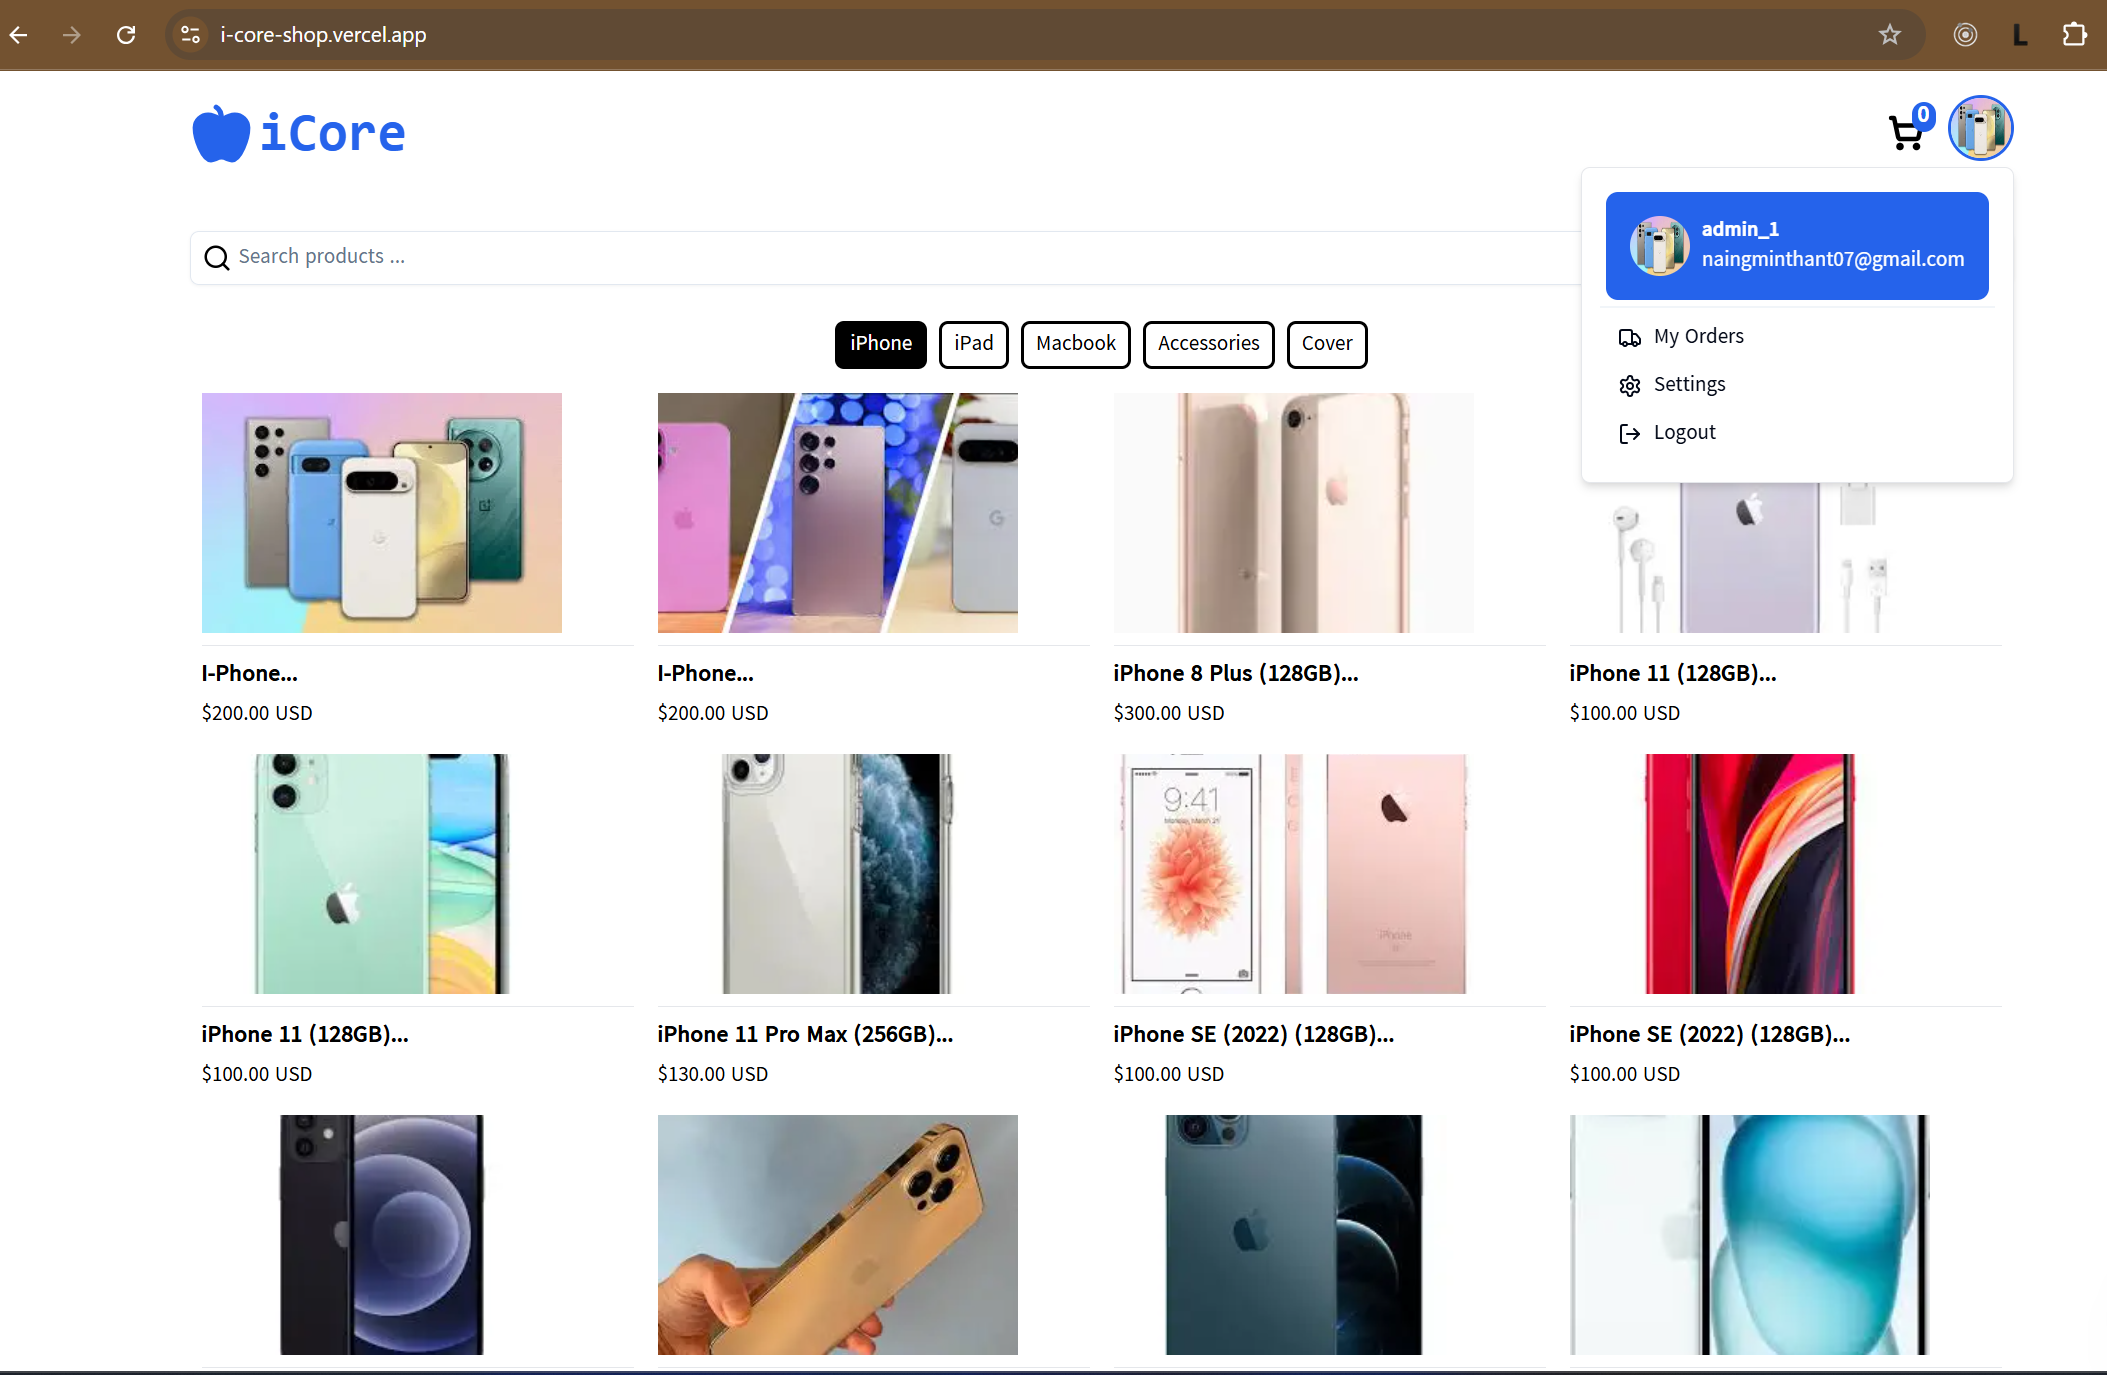 i-core-shop.vercel.app
iCore
0
admin_1
naingminthant07@gmail.com
Search products ...
My Orders
Settings
Logout
iPhone
iPad
Macbook
Accessories
Cover
I-Phone...
$200.00 USD
I-Phone...
$200.00 USD
iPhone 8 Plus (128GB)...
$300.00 USD
iPhone 11 (128GB)...
$100.00 USD
9:41
iPhone
iPhone 11 (128GB)...
$100.00 USD
iPhone 11 Pro Max (256GB)...
$130.00 USD
iPhone SE (2022) (128GB)...
$100.00 USD
iPhone SE (2022) (128GB)...
$100.00 USD